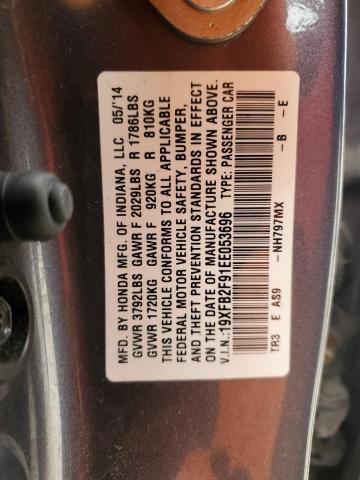 MFD. BY HONDA MFG. OF INDIANA, LLC 05/'14
GVWR 3792LBS GAWR F 2029LBS R 1786LBS
GVWR 1720KG GAWR F 920KG R 810KG
THIS VEHICLE CONFORMS TO ALL APPLICABLE
FEDERAL MOTOR VEHICLE SAFETY, BUMPER,
AND THEFT PREVENTION STANDARDS IN EFFECT
ON THE DATE OF MANUFACTURE SHOWN ABOVE.
V.I.N.:19XFB2F91EE053696 TYPE: PASSENGER CAR
TR3 E AS9 -NH797MX -B -E